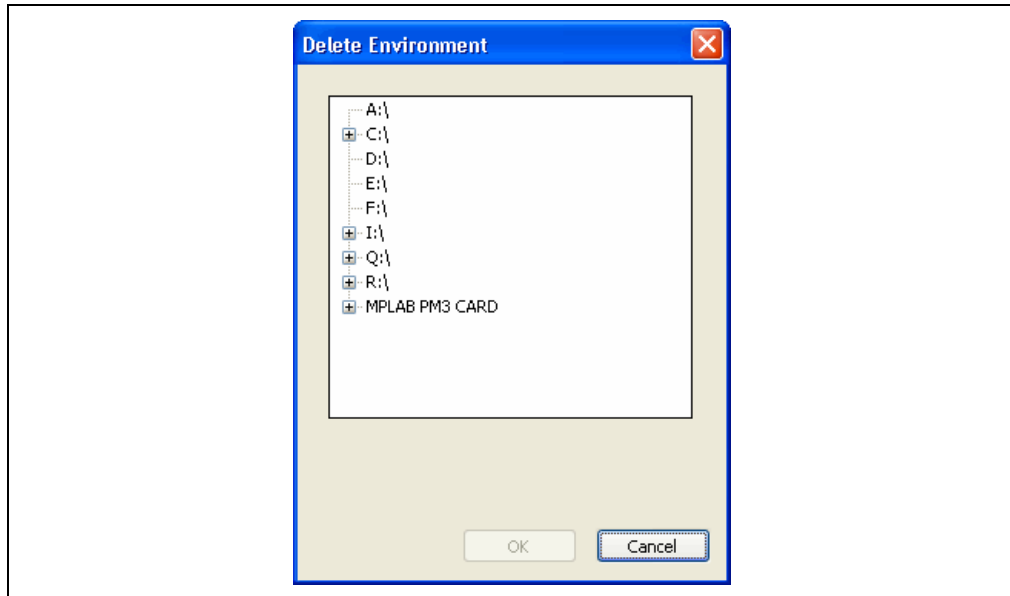 Delete Environment
A:\
C:\
D:\
E:\
F:\
I:\
Q:\
R:\
MPLAB PM3 CARD
OK
Cancel